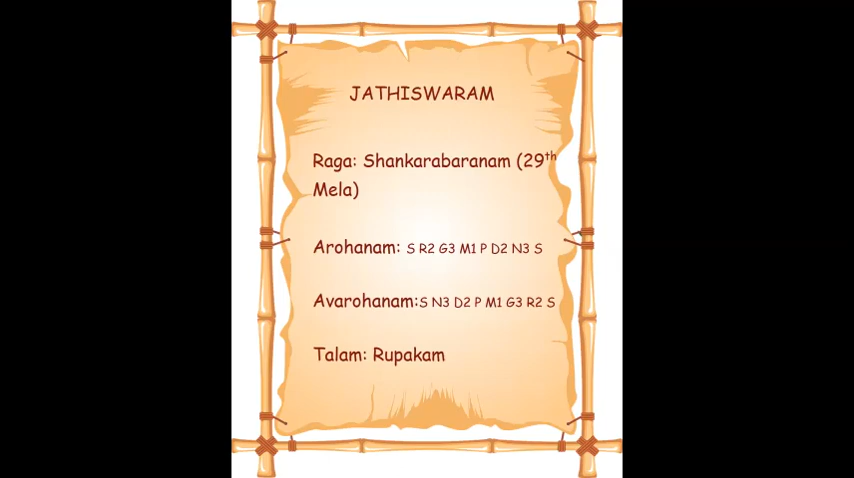 JATHISWARAM
Raga: Shankarabaranam (29th
Mela)
Arohanam: S R2 G3 M1 P D2 N3 S
Avarohanam:S N3 D2 P M1 G3 R2 S
Talam: Rupakam